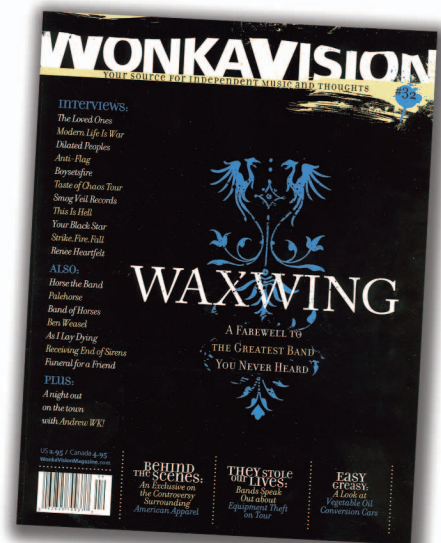 WONKAVISION
YOUR SOURCE FOR INDEPENDENT MUSIC AND THOUGHTS
#32
INTERVIEWS:
The Loved Ones
Modern Life Is War
Dilated Peoples
Anti-Flag
Boysetsfire
Taste of Chaos Tour
Smog Veil Records
This Is Hell
Your Black Star
Strike.Fire.Fall
Renee Heartfelt
ALSO:
Horse the Band
Palehorse
Band of Horses
Ben Weasel
As I Lay Dying
Receiving End of Sirens
Funeral for a Friend
PLUS:
A night out
on the town
with Andrew WK!
WAXWING
A FAREWELL TO
THE GREATEST BAND
YOU NEVER HEARD
/ Canade 4.95
WonkaVisionMagazine.com
BEHIND
THE SCENES:
An Exclusive on
the Controversy
Surrounding
American Apparel
THEY STOLE
OUR LIVES:
Bands Speak
Out about
Equipment Theft
on Tour
EASY
GREASY:
A Look at
Vegetable Oil
Conversion Cars